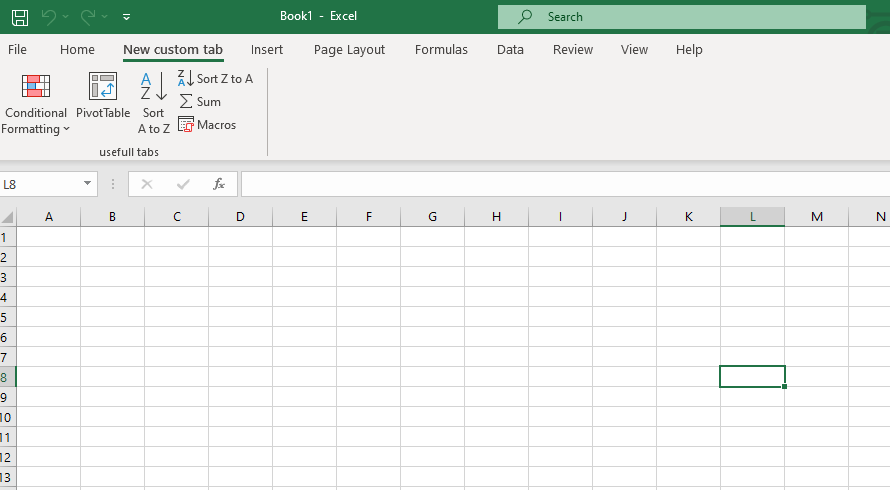 Book1 - Excel
Search
File Home New custom tab Insert Page Layout Formulas Data Review View Help
Conditional Formatting
PivotTable
Sort A to Z
Sort Z to A
Sum
Macros
usefull tabs
L8
fx
A B C D E F G H I J K L M N
1
2
3
4
5
6
7
8
9
10
11
12
13